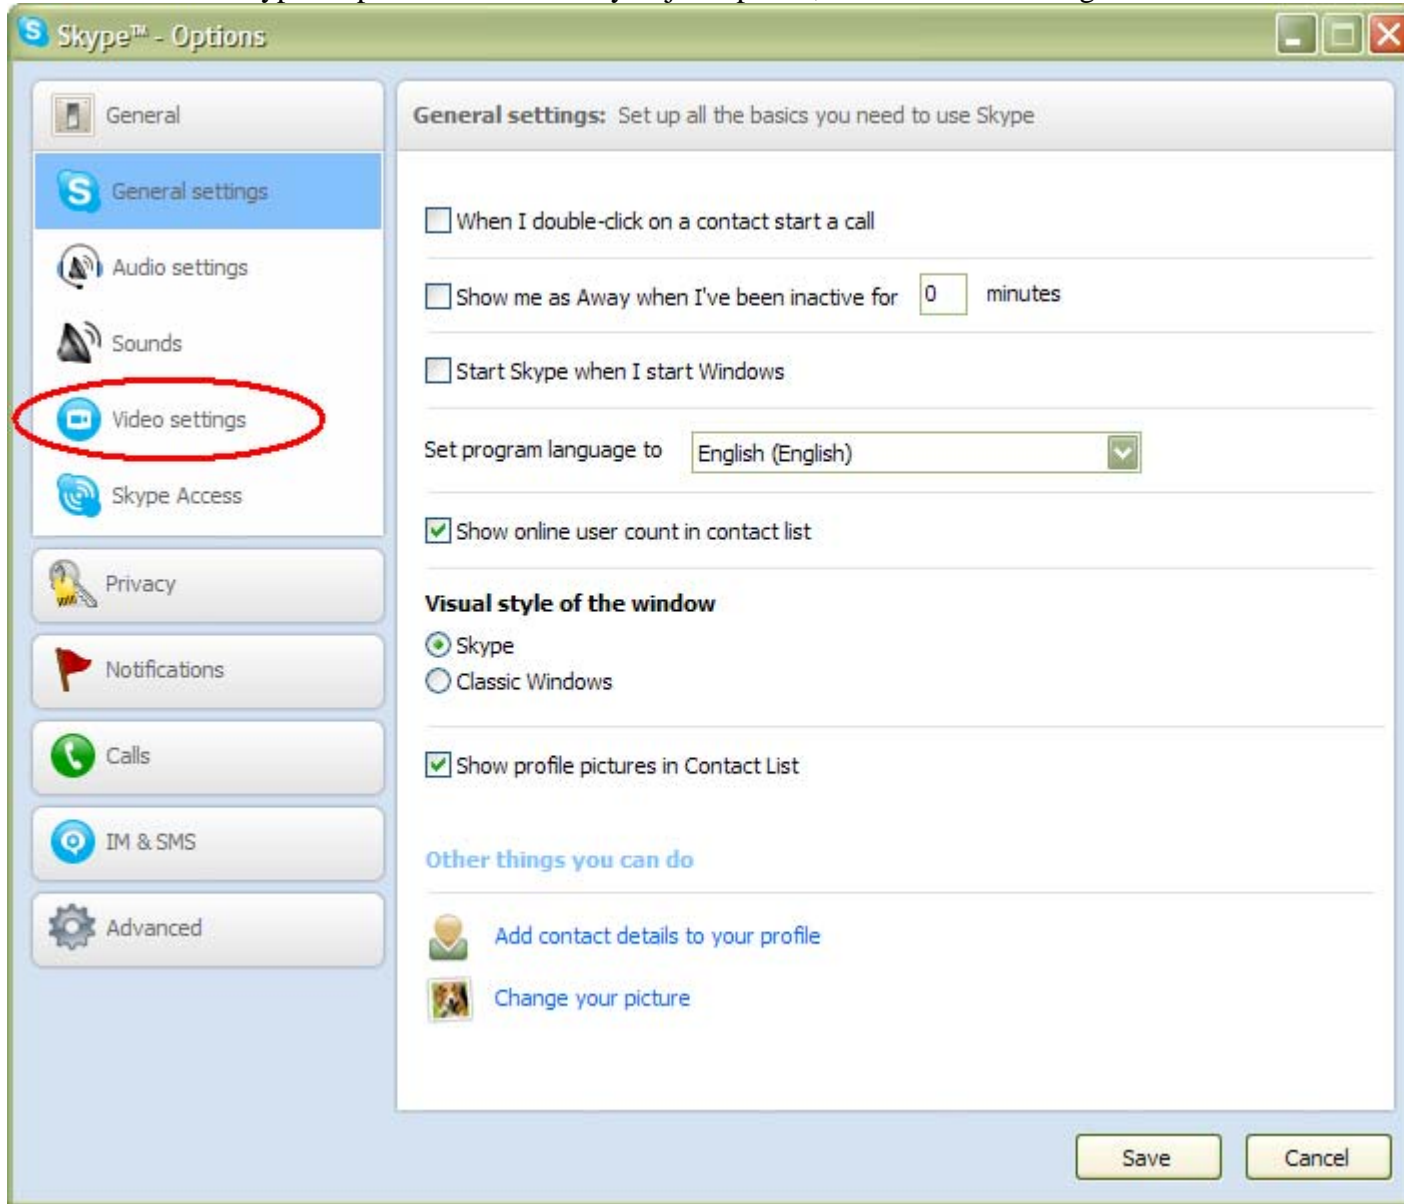 Skype™ - Options
General
General settings
Audio settings
Sounds
Video settings
Skype Access
Privacy
Notifications
Calls
IM & SMS
Advanced
General settings: Set up all the basics you need to use Skype
When I double-click on a contact start a call
Show me as Away when I've been inactive for 0 minutes
Start Skype when I start Windows
Set program language to English (English)
Show online user count in contact list
Visual style of the window
Skype
Classic Windows
Show profile pictures in Contact List
Other things you can do
Add contact details to your profile
Change your picture
Save Cancel